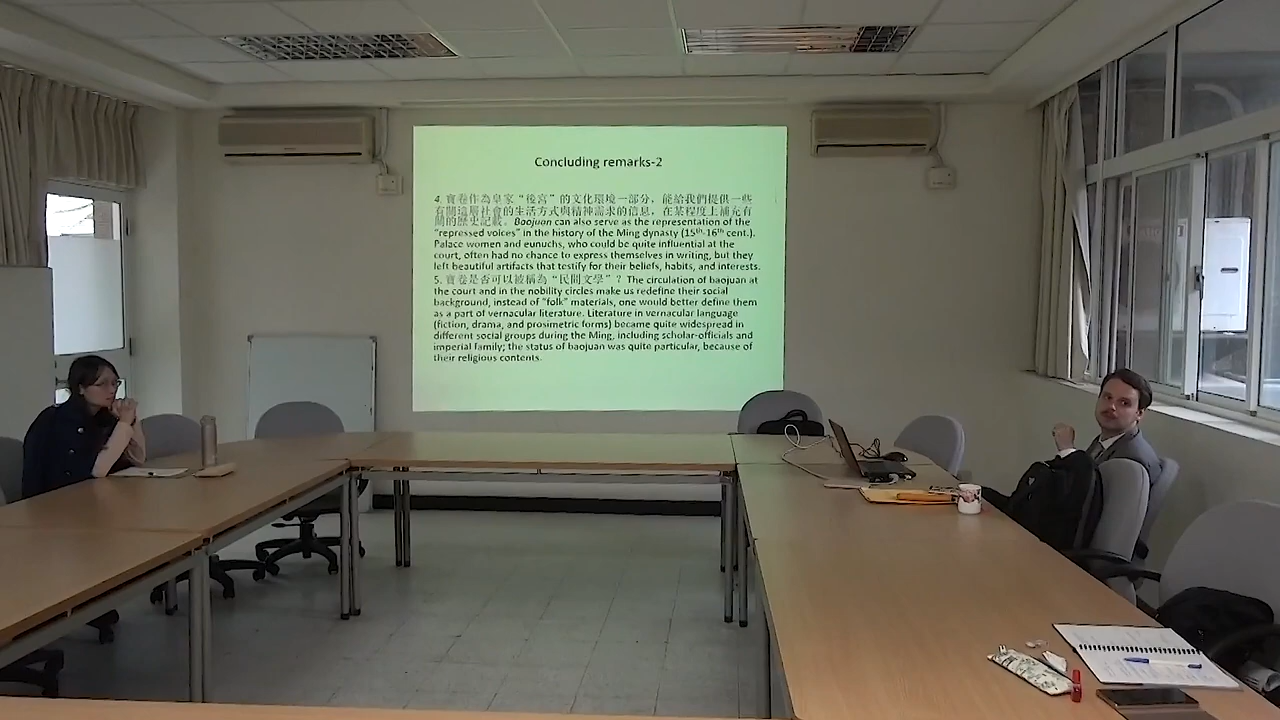 Concluding remarks-2
4. 寶卷作為皇家“後宮”的文化環境一部分，能給我們提供一些
有關這層社會的生活方式與精神需求的信息，在某程度上補充有
關的歷史記載。Baojuan can also serve as the representation of the
“repressed voices” in the history of the Ming dynasty (15th-16th cent.).
Palace women and eunuchs, who could be quite influential at the
court, often had no chance to express themselves in writing, but they
left beautiful artifacts that testify for their beliefs, habits, and interests.
5. 寶卷是否可以被稱為“民間文學”？The circulation of baojuan at
the court and in the nobility circles make us redefine their social
background, instead of “folk” materials, one would better define them
as a part of vernacular literature. Literature in vernacular language
(fiction, drama, and prosimetric forms) became quite widespread in
different social groups during the Ming, including scholar-officials and
imperial family; the status of baojuan was quite particular, because of
their religious contents.